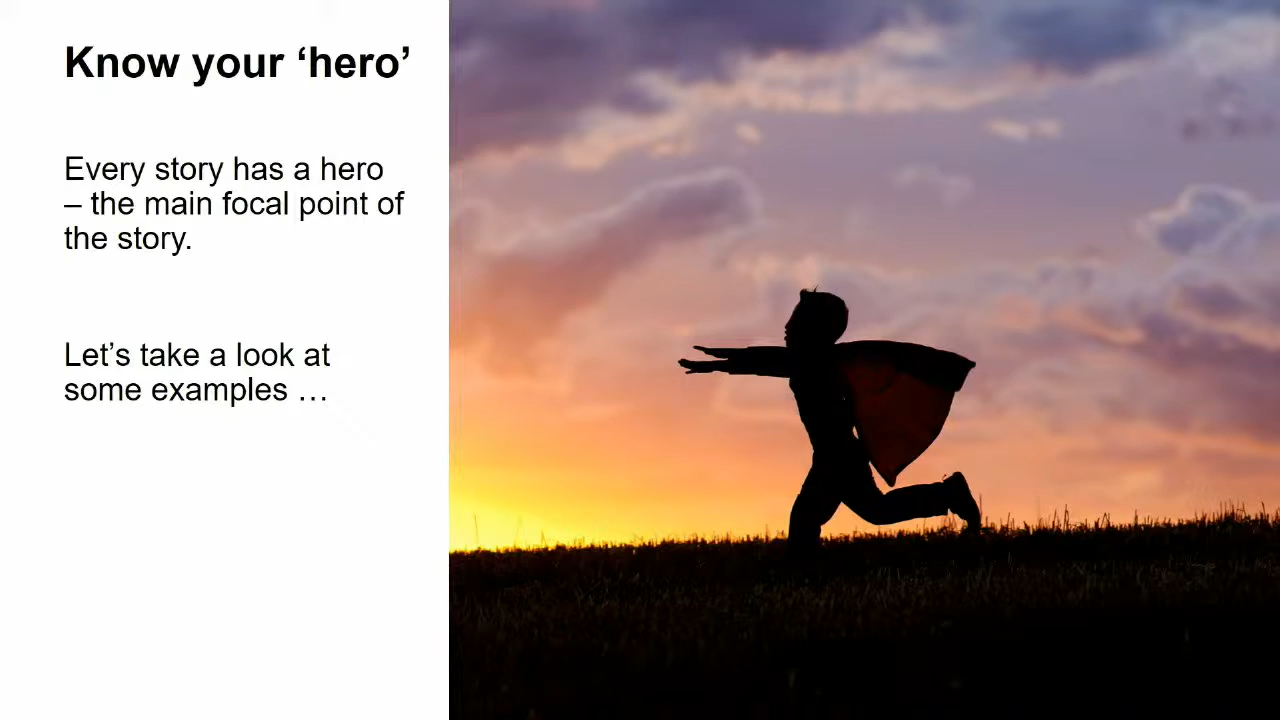 Know your ‘hero’
Every story has a hero
– the main focal point of
the story.
Let’s take a look at
some examples …